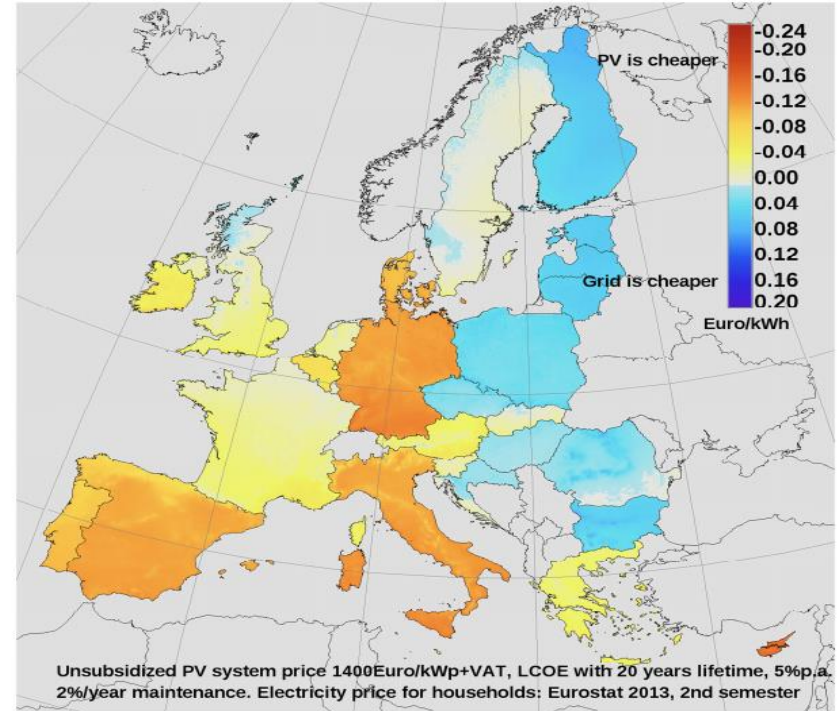 -0.24
PV is cheaper
-0.20
-0.16
-0.12
-0.08
-0.04
0.00
0.04
0.08
0.12
Grid is cheaper
0.16
0.20
Euro/kWh
Unsubsidized PV system price 1400Euro/kWp+VAT, LCOE with 20 years lifetime, 5%p.a.
2%/year maintenance. Electricity price for households: Eurostat 2013, 2nd semester